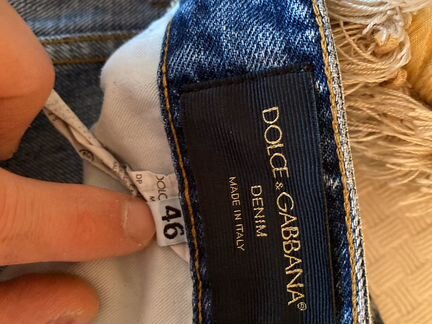 DOLCE & GABBANA®
DENIM
MADE IN ITALY
46